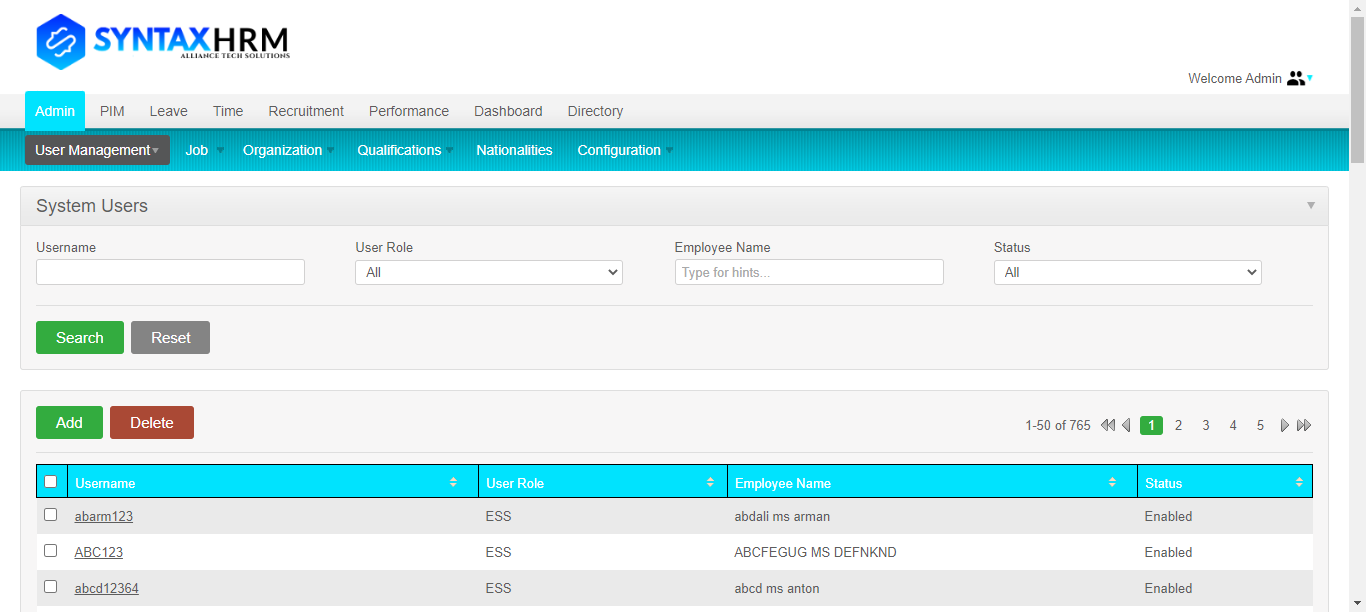 SYNTAXHRM
ALLIANCE TECH SOLUTIONS
Welcome Admin
Admin PIM Leave Time Recruitment Performance Dashboard Directory
User Management Job Organization Qualifications Nationalities Configuration
System Users
Username User Role Employee Name Status
All Type for hints... All
Search Reset
Add Delete 1-50 of 765 1 2 3 4 5
Username User Role Employee Name Status
abarm123 ESS abdali ms arman Enabled
ABC123 ESS ABCFEGUG MS DEFNKND Enabled
abcd12364 ESS abcd ms anton Enabled